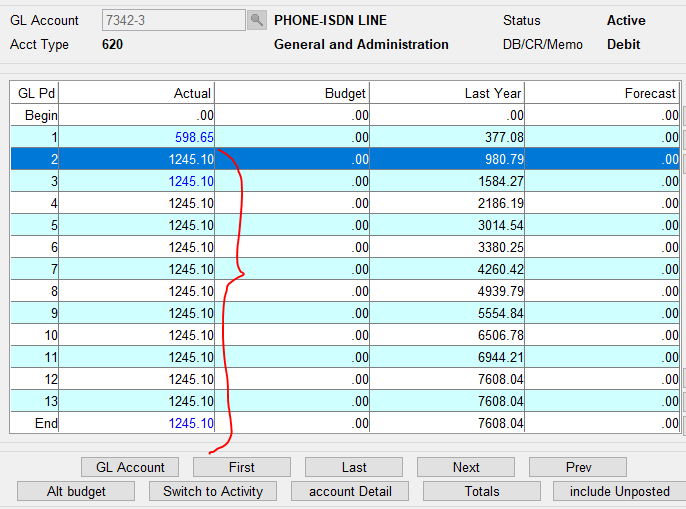 GL Account 7342-3 PHONE-ISDN LINE Status Active
Acct Type 620 General and Administration DB/CR/Memo Debit
GL Pd Actual Budget Last Year Forecast
Begin .00 .00 .00 .00
1 598.65 .00 377.08 .00
2 1245.10 .00 980.79 .00
3 1245.10 .00 1584.27 .00
4 1245.10 .00 2186.19 .00
5 1245.10 .00 3014.54 .00
6 1245.10 .00 3380.25 .00
7 1245.10 .00 4260.42 .00
8 1245.10 .00 4939.79 .00
9 1245.10 .00 5554.84 .00
10 1245.10 .00 6506.78 .00
11 1245.10 .00 6944.21 .00
12 1245.10 .00 7608.04 .00
13 1245.10 .00 7608.04 .00
End 1245.10 .00 7608.04 .00
GL Account First Last Next Prev
Alt budget Switch to Activity account Detail Totals include Unposted